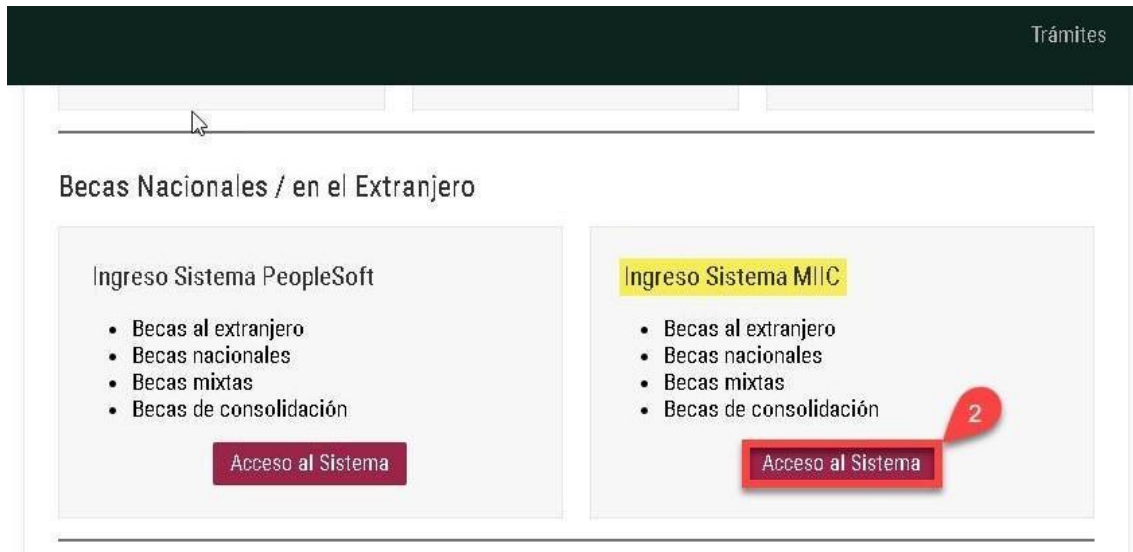 Trámites
Becas Nacionales / en el Extranjero
Ingreso Sistema PeopleSoft
• Becas al extranjero
• Becas nacionales
• Becas mixtas
• Becas de consolidación
Acceso al Sistema
Ingreso Sistema MIIC
• Becas al extranjero
• Becas nacionales
• Becas mixtas
• Becas de consolidación
2
Acceso al Sistema